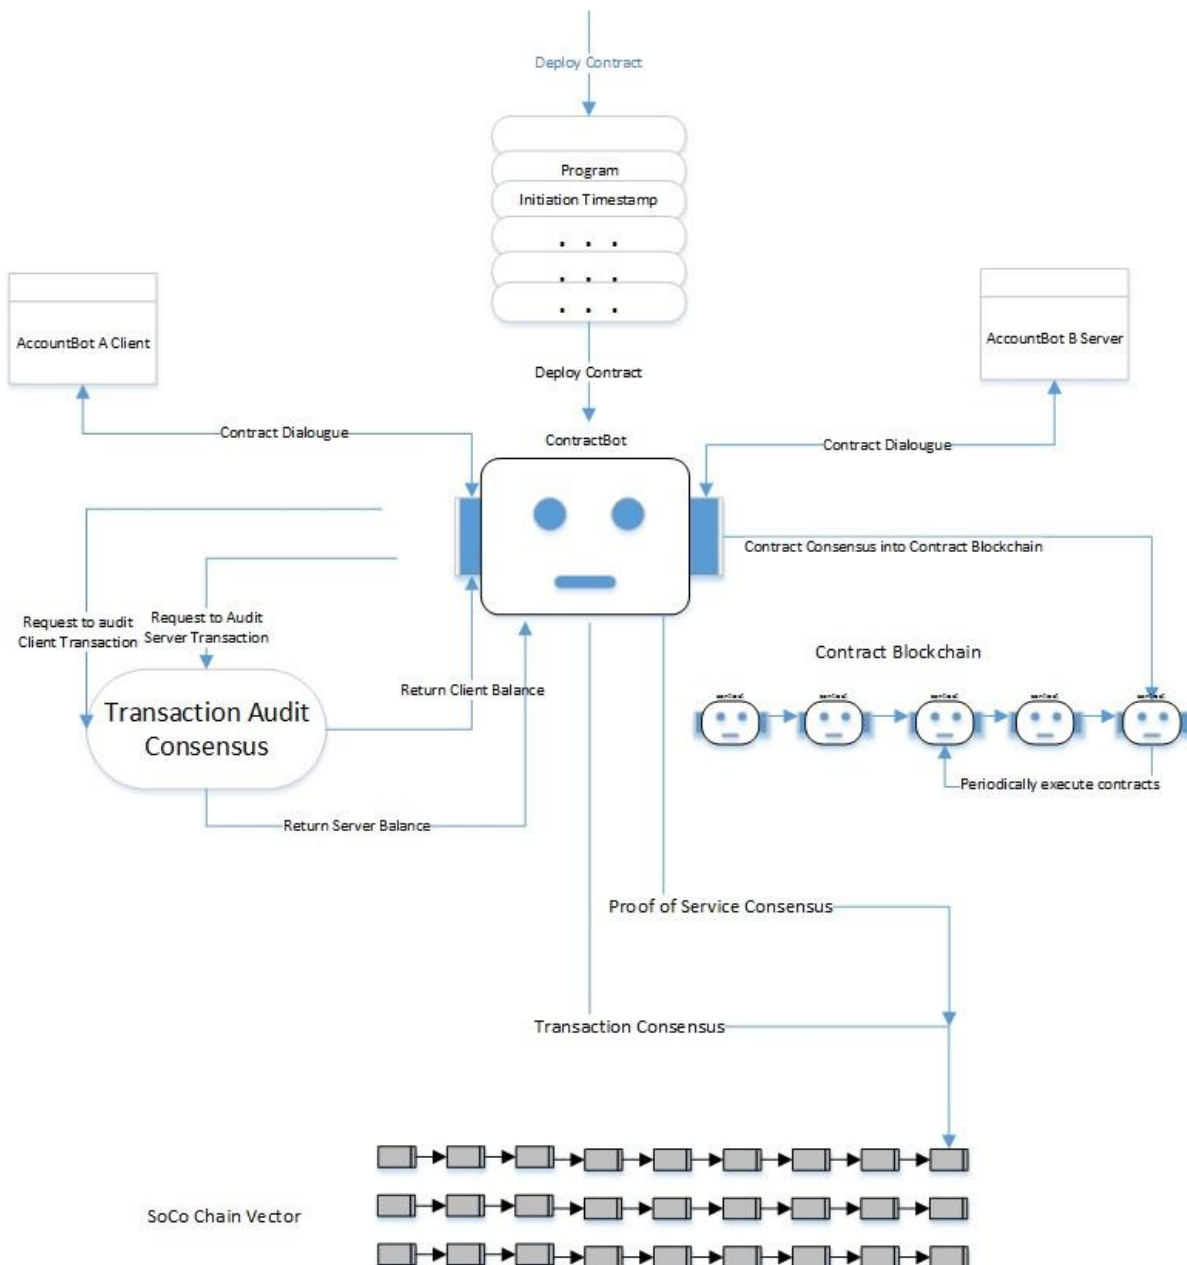 Deploy Contract
Program
Initiation Timestamp
. . .
. . .
. . .
AccountBot A Client
AccountBot B Server
Deploy Contract
Contract Dialougue
ContractBot
Contract Dialougue
Contract Consensus into Contract Blockchain
Request to audit
Client Transaction
Request to Audit
Server Transaction
Return Client Balance
Transaction Audit
Consensus
Contract Blockchain
Periodically execute contracts
Return Server Balance
Proof of Service Consensus
Transaction Consensus
SoCo Chain Vector